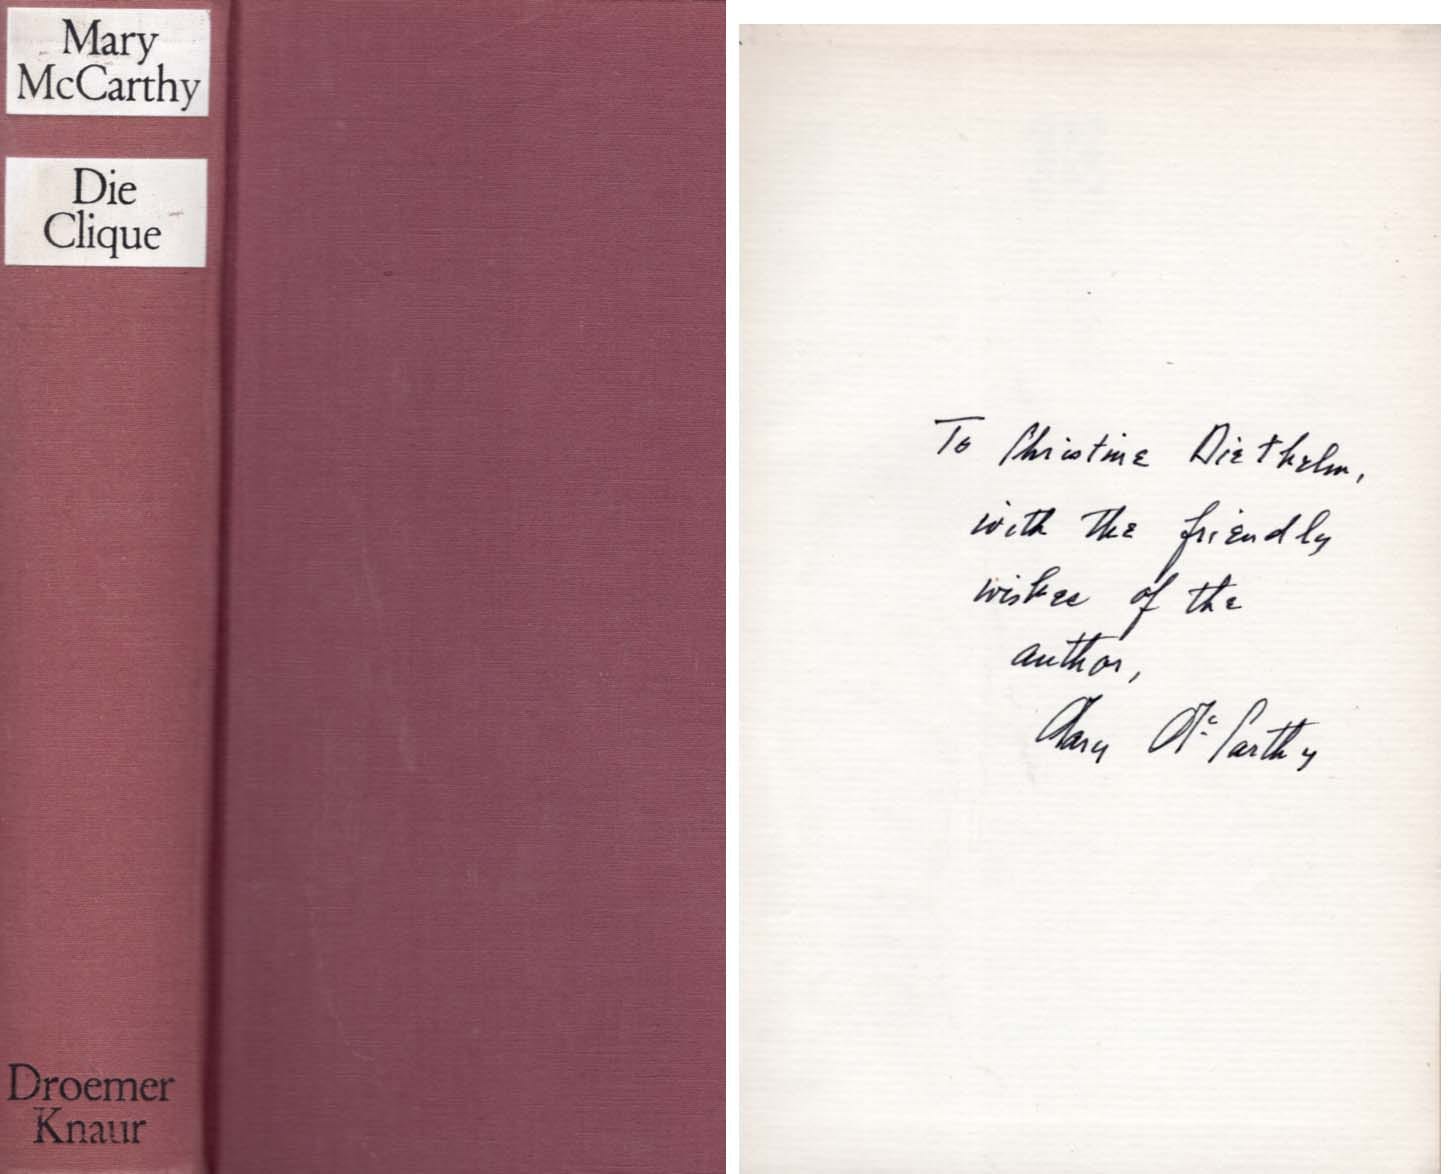 Mary
McCarthy
Die
Clique
Droemer
Knaur
To Christine Diethelm,
with the friendly
wishes of the
author,
Mary McCarthy